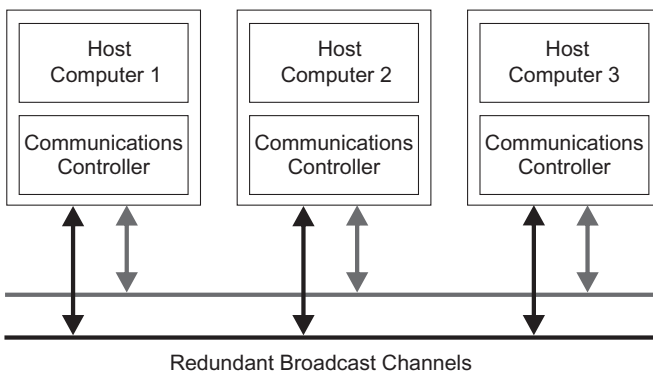 Host
Computer 1
Host
Computer 2
Host
Computer 3
Communications
Controller
Communications
Controller
Communications
Controller
Redundant Broadcast Channels